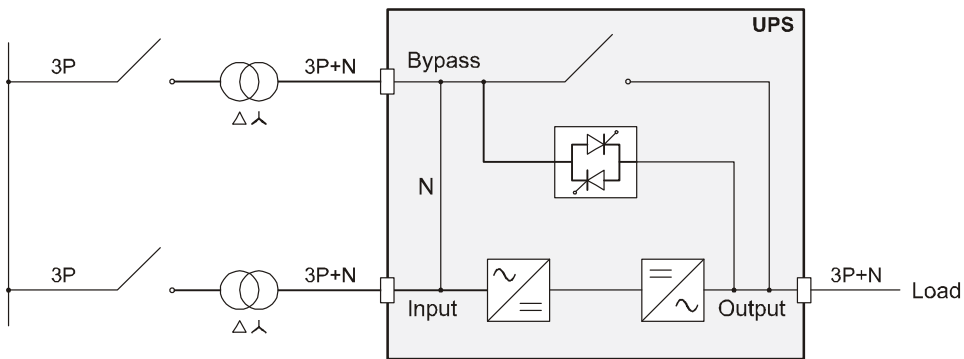 UPS
3P
3P+N
Bypass
N
3P
3P+N
Input
Output
3P+N
Load